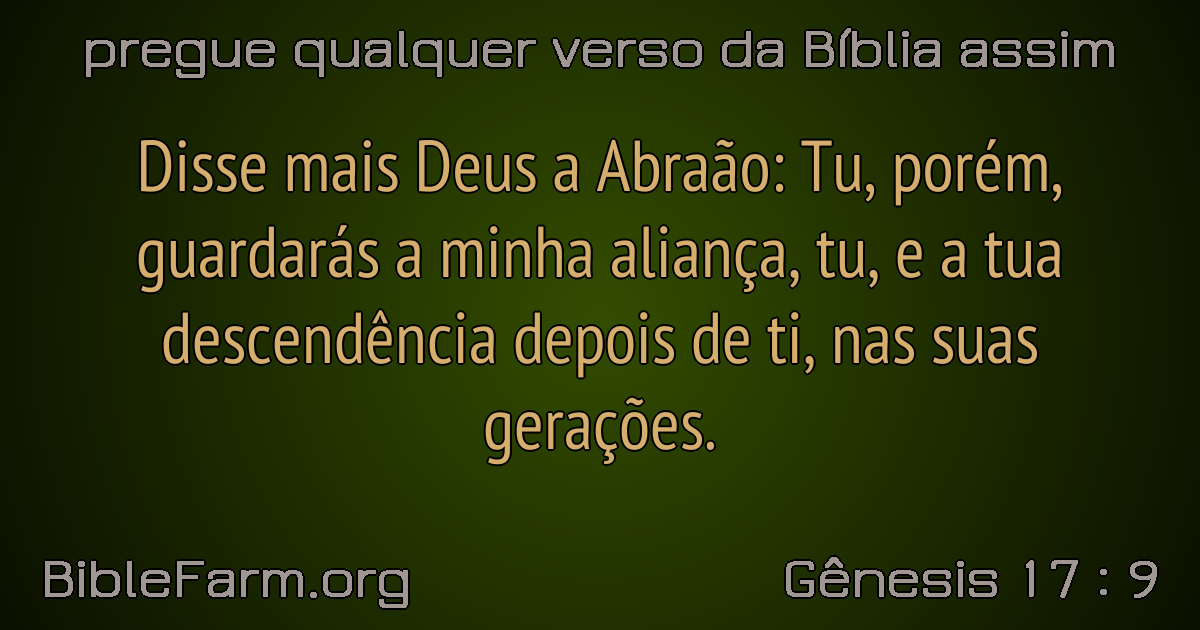 pregue qualquer verso da Bíblia assim
Disse mais Deus a Abraão: Tu, porém,
guardarás a minha aliança, tu, e a tua
descendência depois de ti, nas suas
gerações.
BibleFarm.org
Gênesis 17 : 9